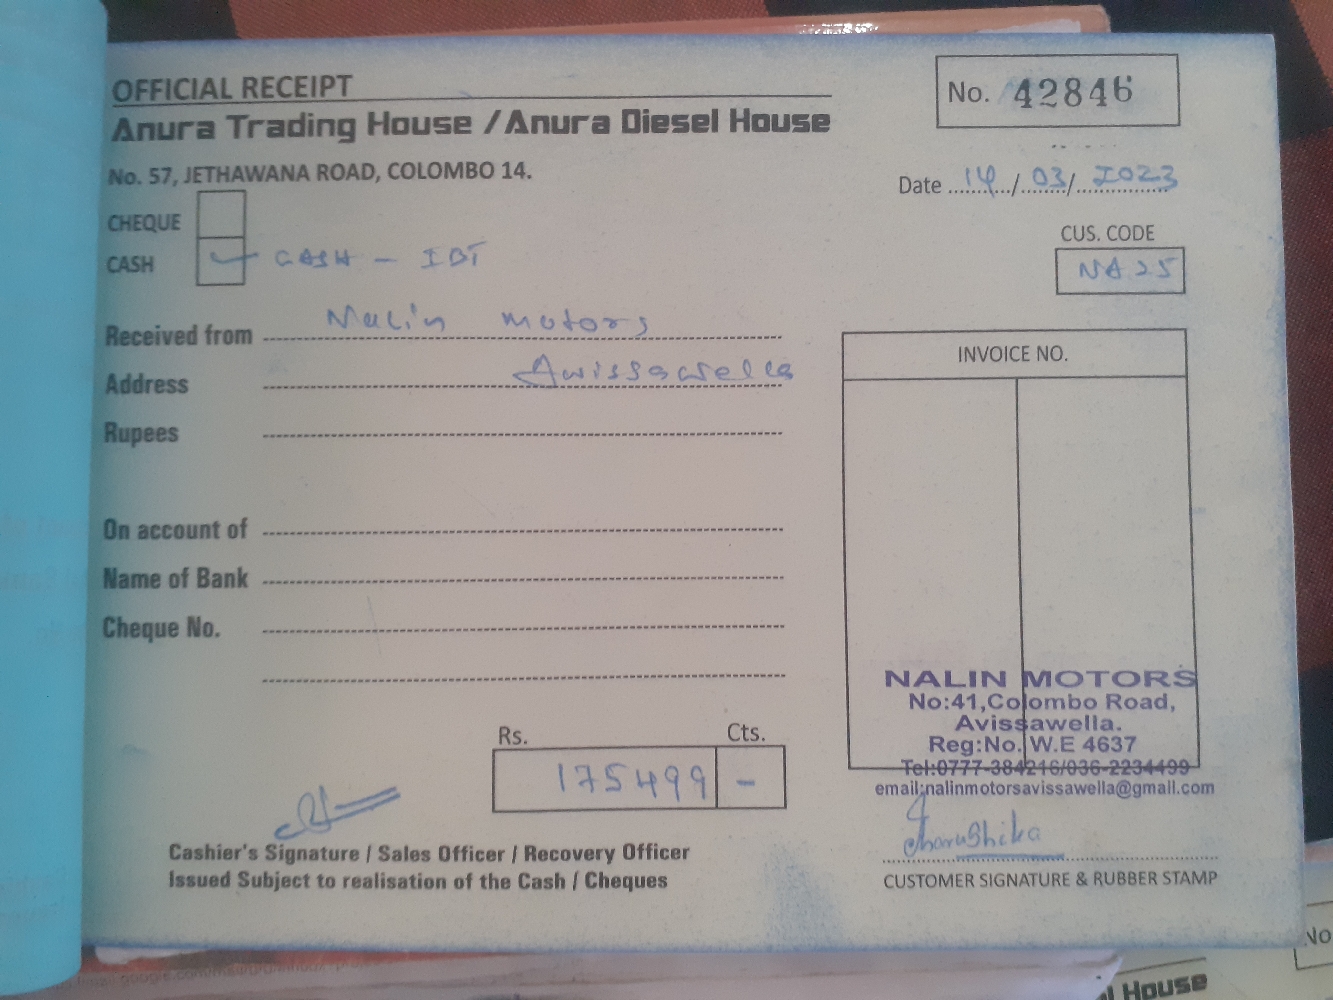 OFFICIAL RECEIPT
No. 42846
Anura Trading House / Anura Diesel House
No. 57, JETHAWANA ROAD, COLOMBO 14.
Date 14/03/2023
CHEQUE
CUS. CODE
CASH CASH - IBT
NA25
Received from Nalin motors
INVOICE NO.
Address Avissawella
Rupees
On account of
Name of Bank
Cheque No.
NALIN MOTORS
No:41,Colombo Road,
Avissawella.
Reg:No. W.E 4637
Tel:0777-384216/036-2234499
email:nalinmotorsavissawella@gmail.com
Rs. Cts.
175499 -
Cashier's Signature / Sales Officer / Recovery Officer
Issued Subject to realisation of the Cash / Cheques
CUSTOMER SIGNATURE & RUBBER STAMP
No
l House